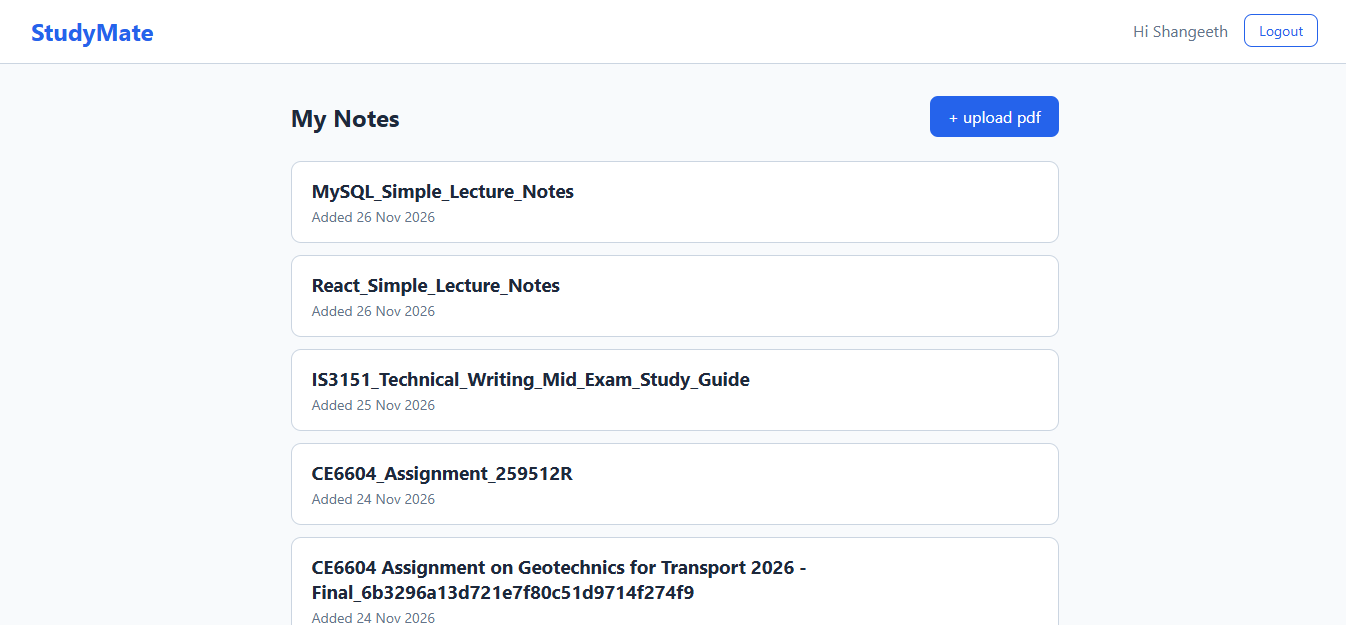 StudyMate
Hi Shangeeth
Logout
My Notes
+ upload pdf
MySQL_Simple_Lecture_Notes
Added 26 Nov 2026
React_Simple_Lecture_Notes
Added 26 Nov 2026
IS3151_Technical_Writing_Mid_Exam_Study_Guide
Added 25 Nov 2026
CE6604_Assignment_259512R
Added 24 Nov 2026
CE6604 Assignment on Geotechnics for Transport 2026 -
Final_6b3296a13d721e7f80c51d9714f274f9
Added 24 Nov 2026